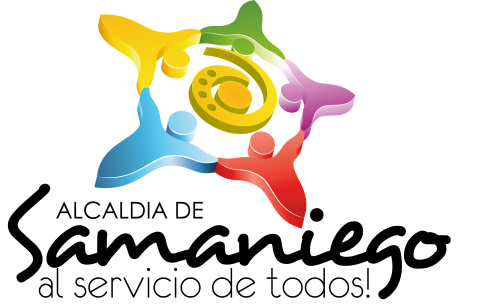 ALCALDIA DE
Samaniego
al servicio de todos!